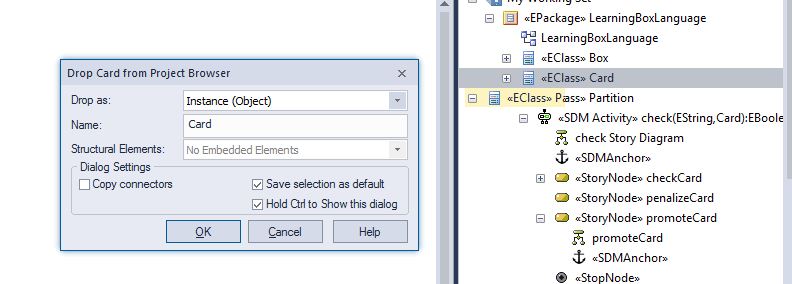 Drop Card from Project Browser
Drop as:
Instance (Object)
Name:
Card
Structural Elements:
No Embedded Elements
Dialog Settings
Copy connectors
Save selection as default
Hold Ctrl to Show this dialog
OK
Cancel
Help
My Working Set
«EPackage» LearningBoxLanguage
LearningBoxLanguage
«EClass» Box
«EClass» Card
«EClass» Pass» Partition
«SDM Activity» check(EString,Card):EBoole
check Story Diagram
«SDMAnchor»
«StoryNode» checkCard
«StoryNode» penalizeCard
«StoryNode» promoteCard
promoteCard
«SDMAnchor»
«StopNode»